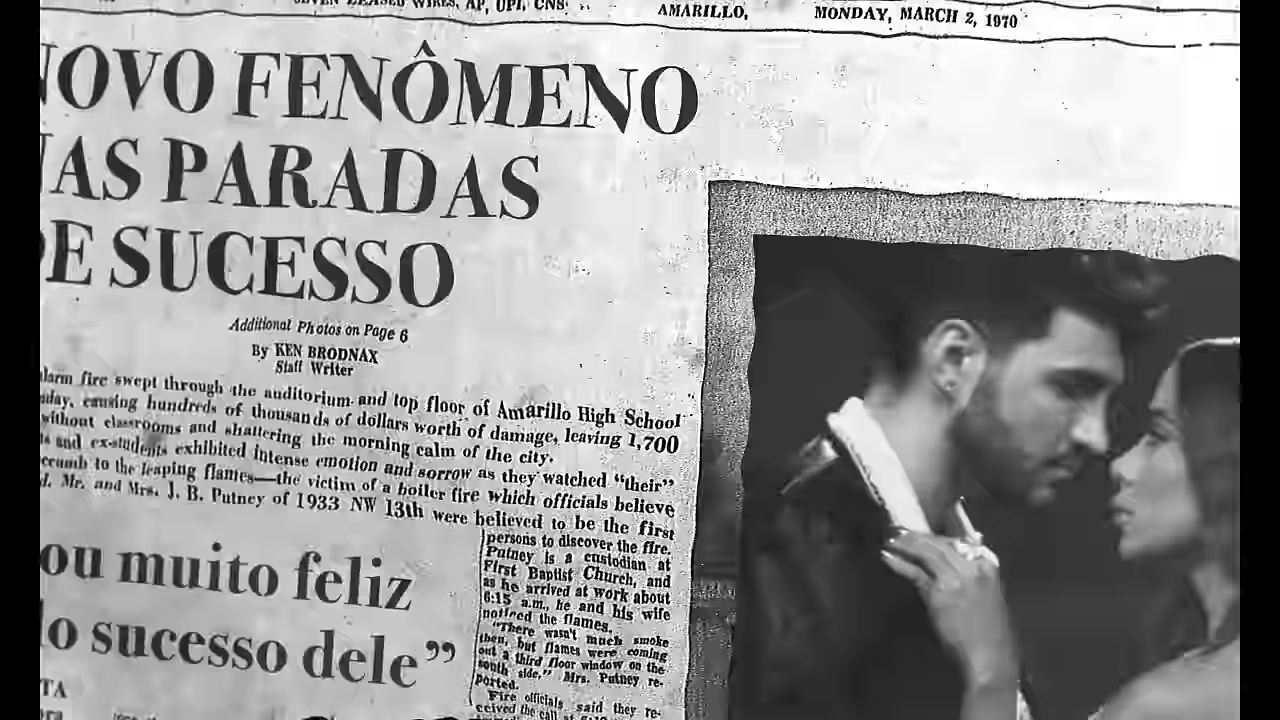 AP, UPI, CNS
AMARILLO, MONDAY, MARCH 2, 1970
NOVO FENÔMENO
NAS PARADAS
DE SUCESSO
Additional Photos on Page 6
By KEN BRODNAX
Staff Writer
larm fire swept through the auditorium and top floor of Amarillo High School
day, causing hundreds of thousands of dollars worth of damage, leaving 1,700
without classrooms and shattering the morning calm of the city.
ts and ex-students exhibited intense emotion and sorrow as they watched "their"
ccumb to the leaping flames—the victim of a boiler fire which officials believe
d. Mr. and Mrs. J. B. Putney of 1933 NW 13th were believed to be the first
persons to discover the fire.
Putney is a custodian at
First Baptist Church, and
as he arrived at work about
6:15 a.m., he and his wife
noticed the flames.
"There wasn't much smoke
then, but flames were coming
out a third floor window on the
south side," Mrs. Putney re-
ported.
Fire officials said they re-
ceived the call at
ou muito feliz
lo sucesso dele”
TA